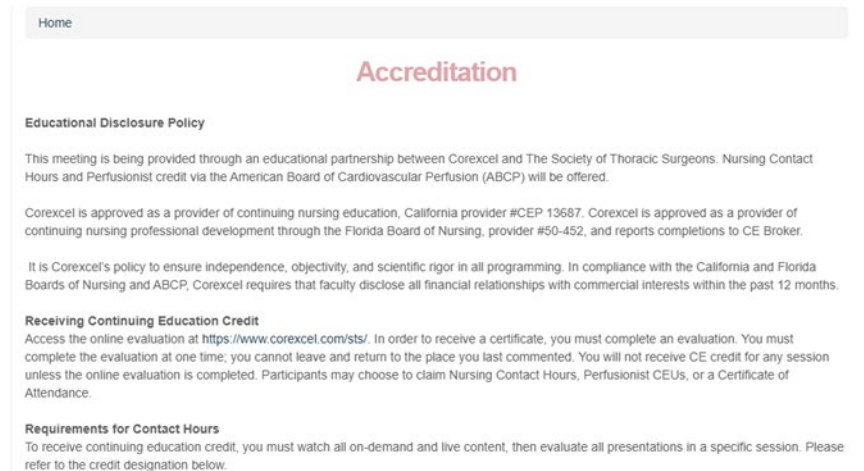 Home
Accreditation
Educational Disclosure Policy
This meeting is being provided through an educational partnership between Corexcel and The Society of Thoracic Surgeons. Nursing Contact
Hours and Perfusionist credit via the American Board of Cardiovascular Perfusion (ABCP) will be offered.
Corexcel is approved as a provider of continuing nursing education, California provider #CEP 13687. Corexcel is approved as a provider of
continuing nursing professional development through the Florida Board of Nursing, provider #50-452, and reports completions to CE Broker.
It is Corexcel's policy to ensure independence, objectivity, and scientific rigor in all programming. In compliance with the California and Florida
Boards of Nursing and ABCP, Corexcel requires that faculty disclose all financial relationships with commercial interests within the past 12 months.
Receiving Continuing Education Credit
Access the online evaluation at https://www.corexcel.com/sts/. In order to receive a certificate, you must complete an evaluation. You must
complete the evaluation at one time; you cannot leave and return to the place you last commented. You will not receive CE credit for any session
unless the online evaluation is completed. Participants may choose to claim Nursing Contact Hours, Perfusionist CEUs, or a Certificate of
Attendance.
Requirements for Contact Hours
To receive continuing education credit, you must watch all on-demand and live content, then evaluate all presentations in a specific session. Please
refer to the credit designation below.